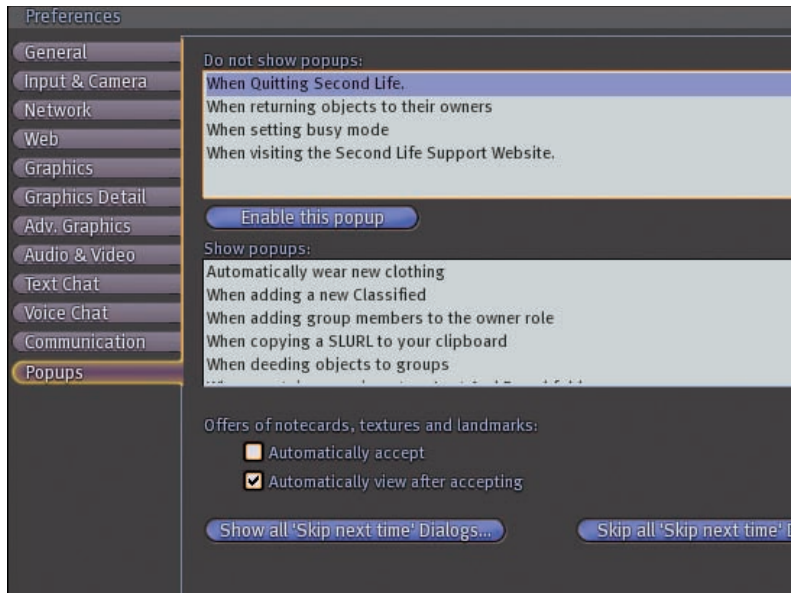 Preferences
General
Input & Camera
Network
Web
Graphics
Graphics Detail
Adv. Graphics
Audio & Video
Text Chat
Voice Chat
Communication
Popups
Do not show popups:
When Quitting Second Life.
When returning objects to their owners
When setting busy mode
When visiting the Second Life Support Website.
Enable this popup
Show popups:
Automatically wear new clothing
When adding a new Classified
When adding group members to the owner role
When copying a SLURL to your clipboard
When deeding objects to groups
Offers of notecards, textures and landmarks:
Automatically accept
Automatically view after accepting
Show all 'Skip next time' Dialogs...
Skip all 'Skip next time'